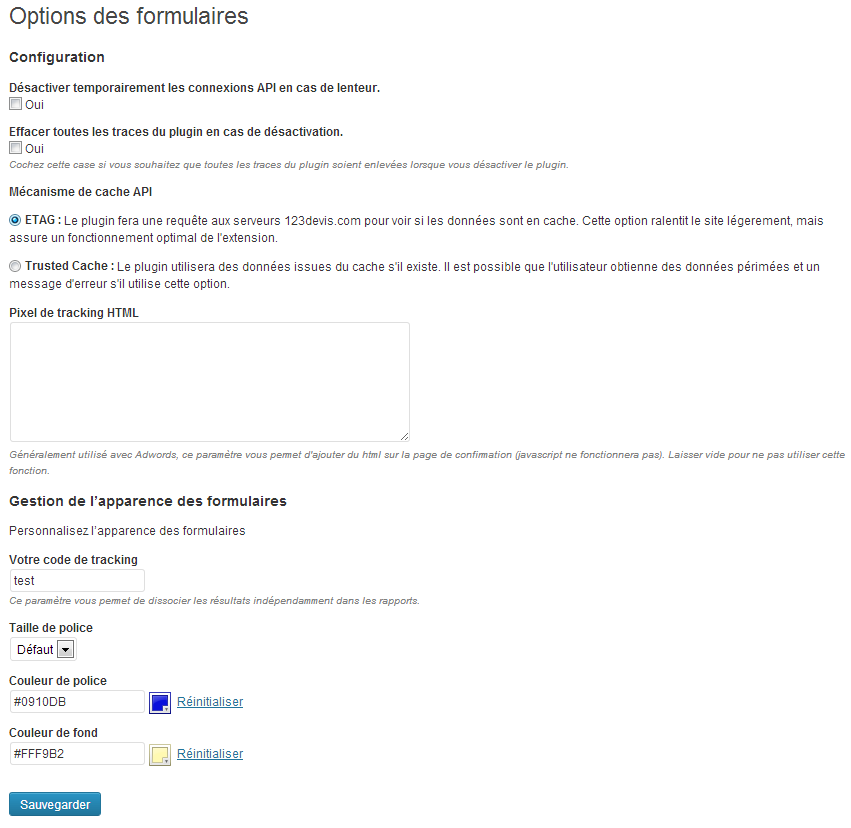 Options des formulaires
Configuration
Désactiver temporairement les connexions API en cas de lenteur.
Oui
Effacer toutes les traces du plugin en cas de désactivation.
Oui
Cochez cette case si vous souhaitez que toutes les traces du plugin soient enlevées lorsque vous désactiver le plugin.
Mécanisme de cache API
ETAG : Le plugin fera une requête aux serveurs 123devis.com pour voir si les données sont en cache. Cette option ralentit le site légerement, mais
assure un fonctionnement optimal de l'extension.
Trusted Cache : Le plugin utilisera des données issues du cache s'il existe. Il est possible que l'utilisateur obtienne des données périmées et un
message d'erreur s'il utilise cette option.
Pixel de tracking HTML
Généralement utilisé avec Adwords, ce paramètre vous permet d'ajouter du html sur la page de confirmation (javascript ne fonctionnera pas). Laisser vide pour ne pas utiliser cette
fonction.
Gestion de l’apparence des formulaires
Personnalisez l’apparence des formulaires
Votre code de tracking
test
Ce paramètre vous permet de dissocier les résultats indépendamment dans les rapports.
Taille de police
Défaut
Couleur de police
#0910DB Réinitialiser
Couleur de fond
#FFF9B2 Réinitialiser
Sauvegarder